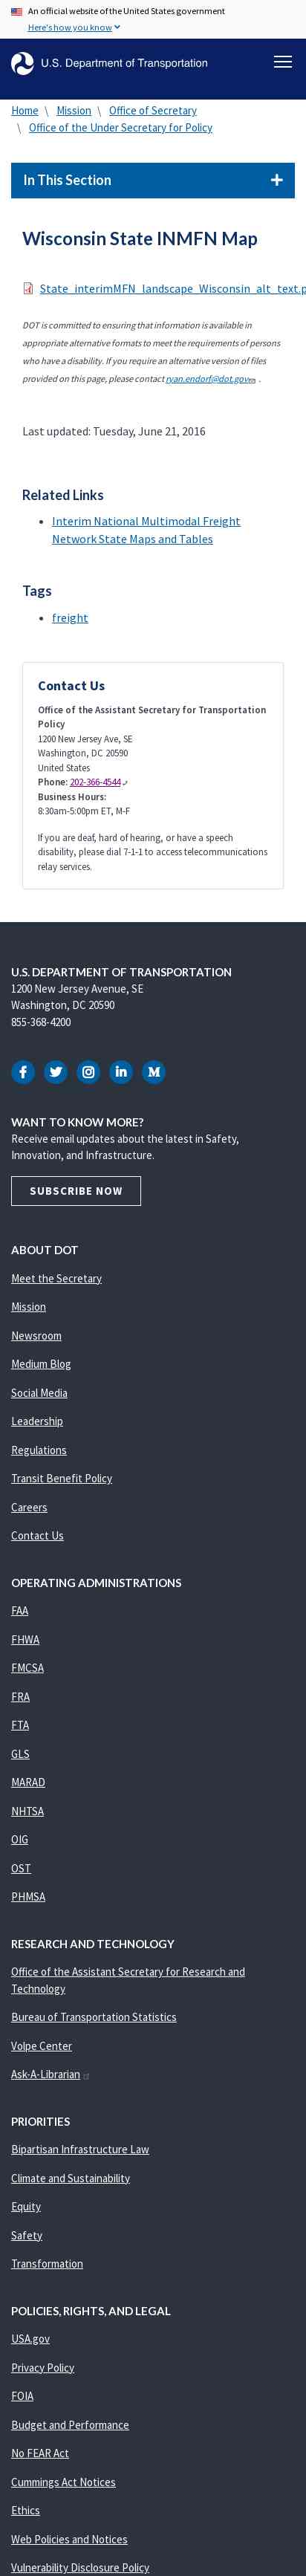 An official website of the United States government
Here's how you know
U.S. Department of Transportation
Home \ Mission \ Office of Secretary
\ Office of the Under Secretary for Policy
In This Section
Wisconsin State INMFN Map
State_interimMFN_landscape_Wisconsin_alt_text.p
DOT is committed to ensuring that information is available in
appropriate alternative formats to meet the requirements of persons
who have a disability. If you require an alternative version of files
provided on this page, please contact ryan.endorf@dot.gov .
Last updated: Tuesday, June 21, 2016
Related Links
• Interim National Multimodal Freight
Network State Maps and Tables
Tags
• freight
Contact Us
Office of the Assistant Secretary for Transportation
Policy
1200 New Jersey Ave, SE
Washington, DC 20590
United States
Phone: 202-366-4544
Business Hours:
8:30am-5:00pm ET, M-F
If you are deaf, hard of hearing, or have a speech
disability, please dial 7-1-1 to access telecommunications
relay services.
U.S. DEPARTMENT OF TRANSPORTATION
1200 New Jersey Avenue, SE
Washington, DC 20590
855-368-4200
WANT TO KNOW MORE?
Receive email updates about the latest in Safety,
Innovation, and Infrastructure.
SUBSCRIBE NOW
ABOUT DOT
Meet the Secretary
Mission
Newsroom
Medium Blog
Social Media
Leadership
Regulations
Transit Benefit Policy
Careers
Contact Us
OPERATING ADMINISTRATIONS
FAA
FHWA
FMCSA
FRA
FTA
GLS
MARAD
NHTSA
OIG
OST
PHMSA
RESEARCH AND TECHNOLOGY
Office of the Assistant Secretary for Research and
Technology
Bureau of Transportation Statistics
Volpe Center
Ask-A-Librarian
PRIORITIES
Bipartisan Infrastructure Law
Climate and Sustainability
Equity
Safety
Transformation
POLICIES, RIGHTS, AND LEGAL
USA.gov
Privacy Policy
FOIA
Budget and Performance
No FEAR Act
Cummings Act Notices
Ethics
Web Policies and Notices
Vulnerability Disclosure Policy